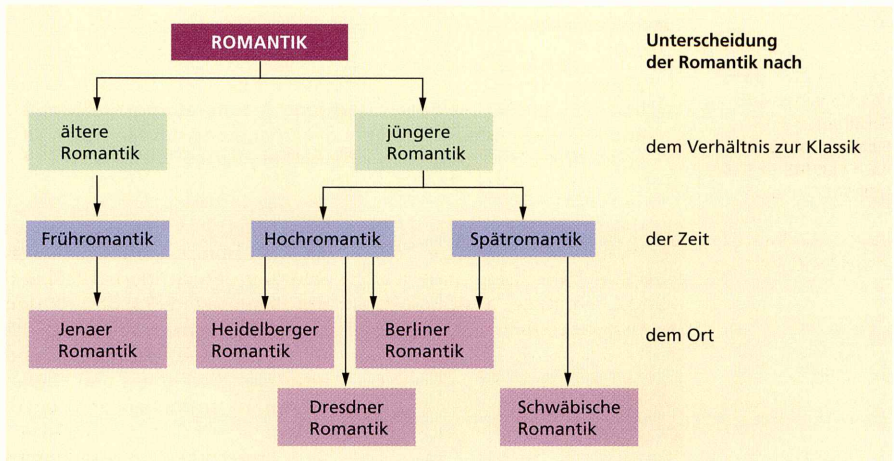 ROMANTIK
Unterscheidung
der Romantik nach
ältere
Romantik
jüngere
Romantik
dem Verhältnis zur Klassik
Frühromantik
Hochromantik
Spätromantik
der Zeit
Jenaer
Romantik
Heidelberger
Romantik
Berliner
Romantik
dem Ort
Dresdner
Romantik
Schwäbische
Romantik